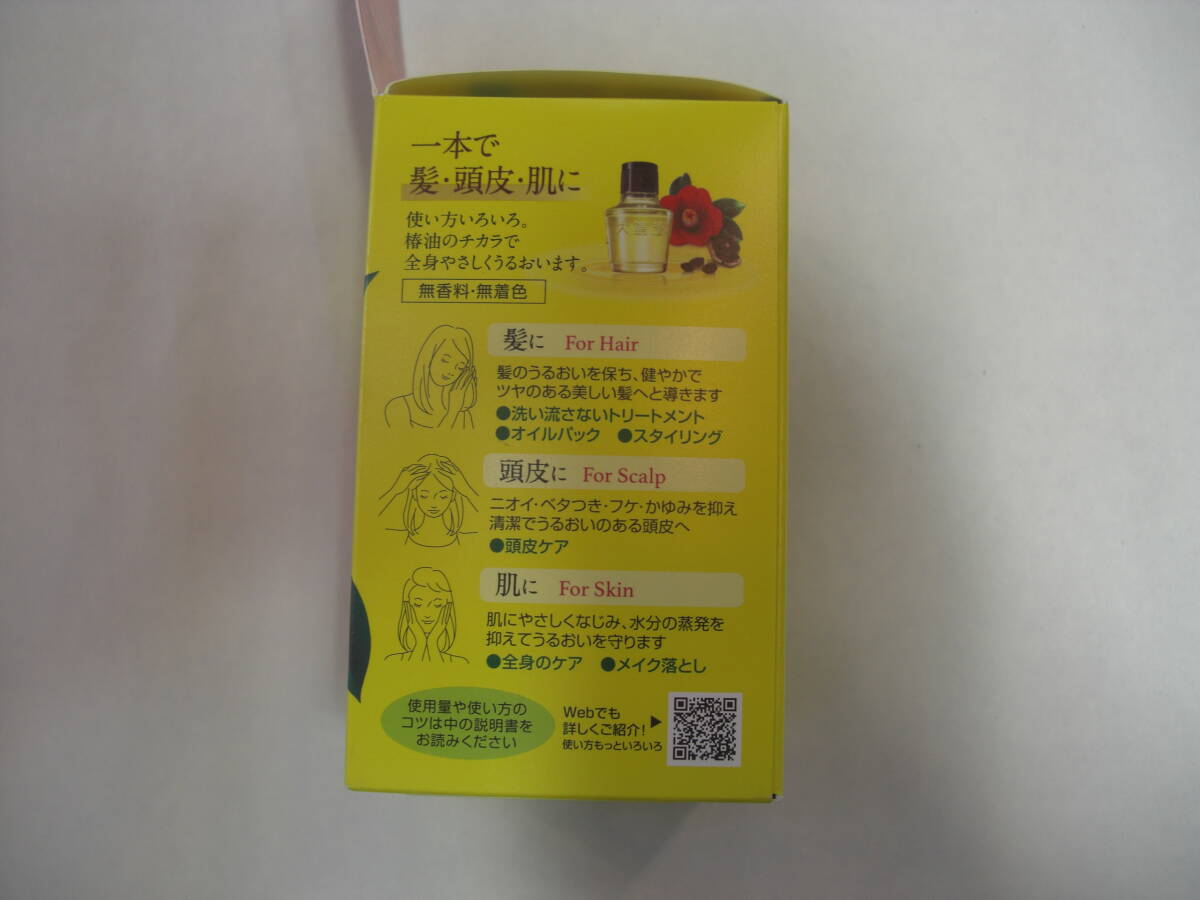 一本で
髪・頭皮・肌に
使い方いろいろ。
椿油のチカラで
全身やさしくうるおいます。
無香料・無着色
髪に For Hair
髪のうるおいを保ち、健やかで
ツヤのある美しい髪へと導きます
●洗い流さないトリートメント
●オイルパック ●スタイリング
頭皮に For Scalp
ニオイ・ベタつき・フケ・かゆみを抑え
清潔でうるおいのある頭皮へ
●頭皮ケア
肌に For Skin
肌にやさしくなじみ、水分の蒸発を
抑えてうるおいを守ります
●全身のケア ●メイク落とし
使用量や使い方の
コツは中の説明書を
お読みください
Webでも
詳しくご紹介!
使い方もっといろいろ